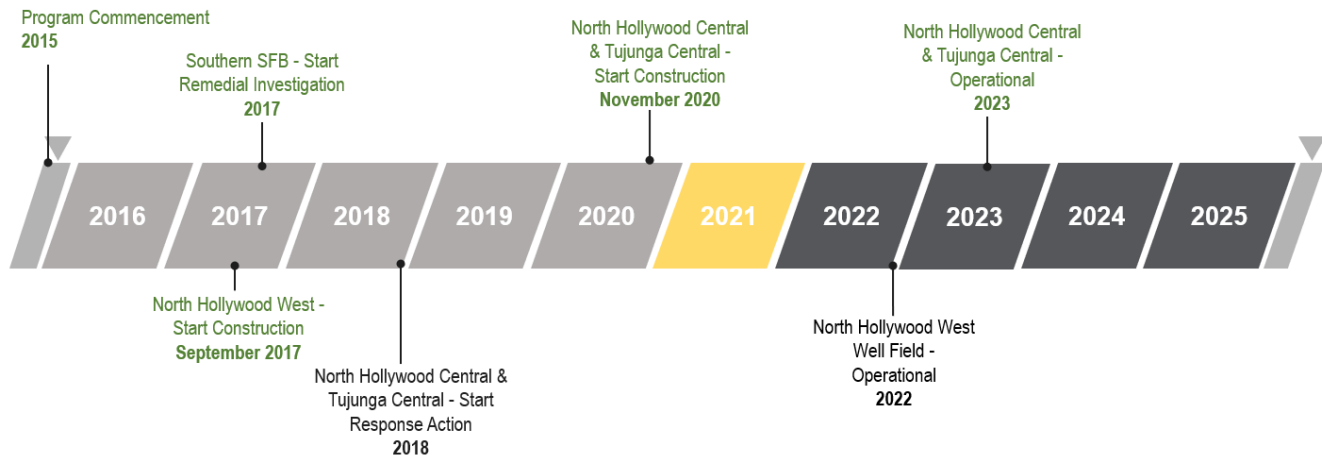 Program Commencement
2015
Southern SFB - Start
Remedial Investigation
2017
North Hollywood Central
& Tujunga Central -
Start Construction
November 2020
North Hollywood Central
& Tujunga Central -
Operational
2023
2016
2017
2018
2019
2020
2021
2022
2023
2024
2025
North Hollywood West -
Start Construction
September 2017
North Hollywood Central &
Tujunga Central - Start
Response Action
2018
North Hollywood West
Well Field -
Operational
2022